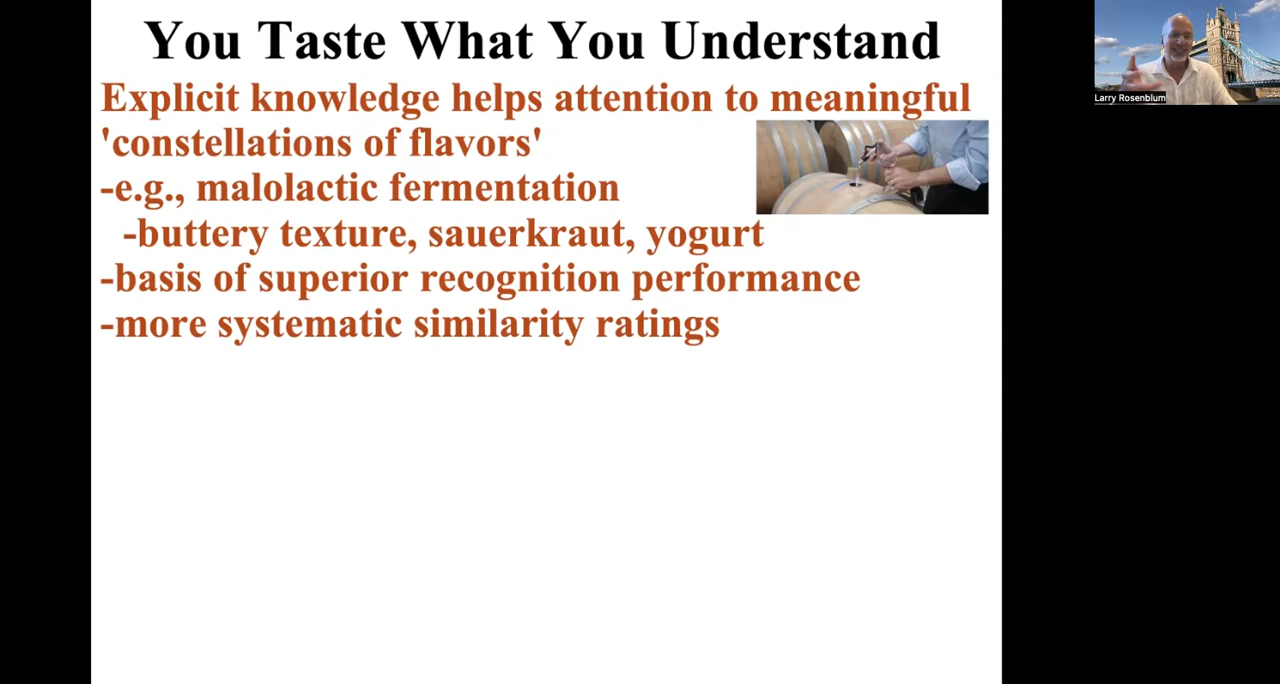 You Taste What You Understand
Explicit knowledge helps attention to meaningful
'constellations of flavors'
-e.g., malolactic fermentation
-buttery texture, sauerkraut, yogurt
-basis of superior recognition performance
-more systematic similarity ratings
Larry Rosenblum